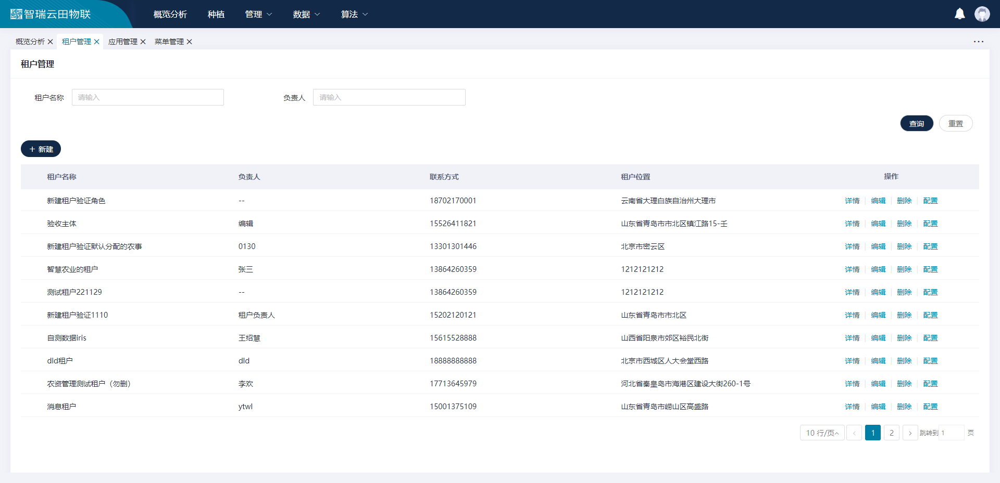 智瑞云田物联 概览分析 种植 管理 数据 算法
概览分析 租户管理 应用管理 菜单管理
租户管理
租户名称 请输入 负责人 请输入
查询 重置
+ 新建
租户名称 负责人 联系方式 租户位置 操作
新建租户验证角色 -- 18702170001 云南省大理白族自治州大理市 详情 编辑 删除 配置
验收主体 编辑 15526411821 山东省青岛市市北区镇江路15-壬 详情 编辑 删除 配置
新建租户验证默认分配的农事 0130 13301301446 北京市密云区 详情 编辑 删除 配置
智慧农业的租户 张三 13864260359 1212121212 详情 编辑 删除 配置
测试租户221129 -- 13864260359 1212121212 详情 编辑 删除 配置
新建租户验证1110 租户负责人 15202120121 山东省青岛市市北区 详情 编辑 删除 配置
自测数据iris 王绍慧 15615528888 山西省阳泉市郊区裕民北街 详情 编辑 删除 配置
dld租户 dld 18888888888 北京市西城区人大会堂西路 详情 编辑 删除 配置
农资管理测试租户（勿删） 李欢 17713645979 河北省秦皇岛市海港区建设大街260-1号 详情 编辑 删除 配置
消息租户 ytwl 15001375109 山东省青岛市崂山区高盛路 详情 编辑 删除 配置
10 行/页 1 2 跳转到 1 页